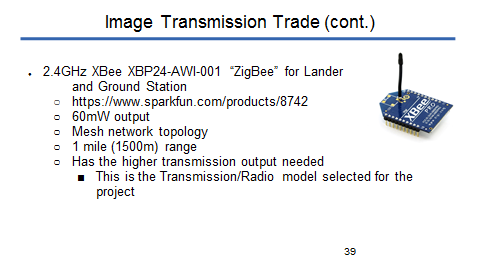 Image Transmission Trade (cont.)
2.4GHz XBee XBP24-AWI-001 “ZigBee” for Lander
and Ground Station
https://www.sparkfun.com/products/8742
60mW output
Mesh network topology
1 mile (1500m) range
Has the higher transmission output needed
This is the Transmission/Radio model selected for the
project
XBee
39